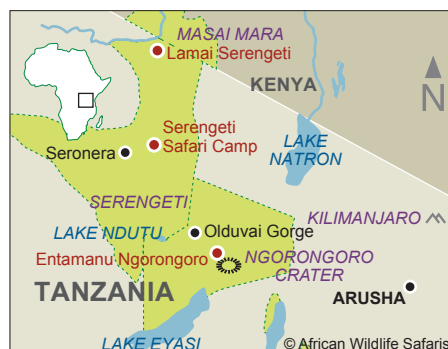 MASAI MARA
Lamai Serengeti
KENYA
N
Serengeti
Safari Camp
LAKE
NATRON
Seronera
SERENGETI
KILIMANJARO
LAKE NDUTU
Olduvai Gorge
Entamanu Ngorongoro
NGORONGORO
CRATER
TANZANIA
ARUSHA
LAKE EYASI
© African Wildlife Safaris